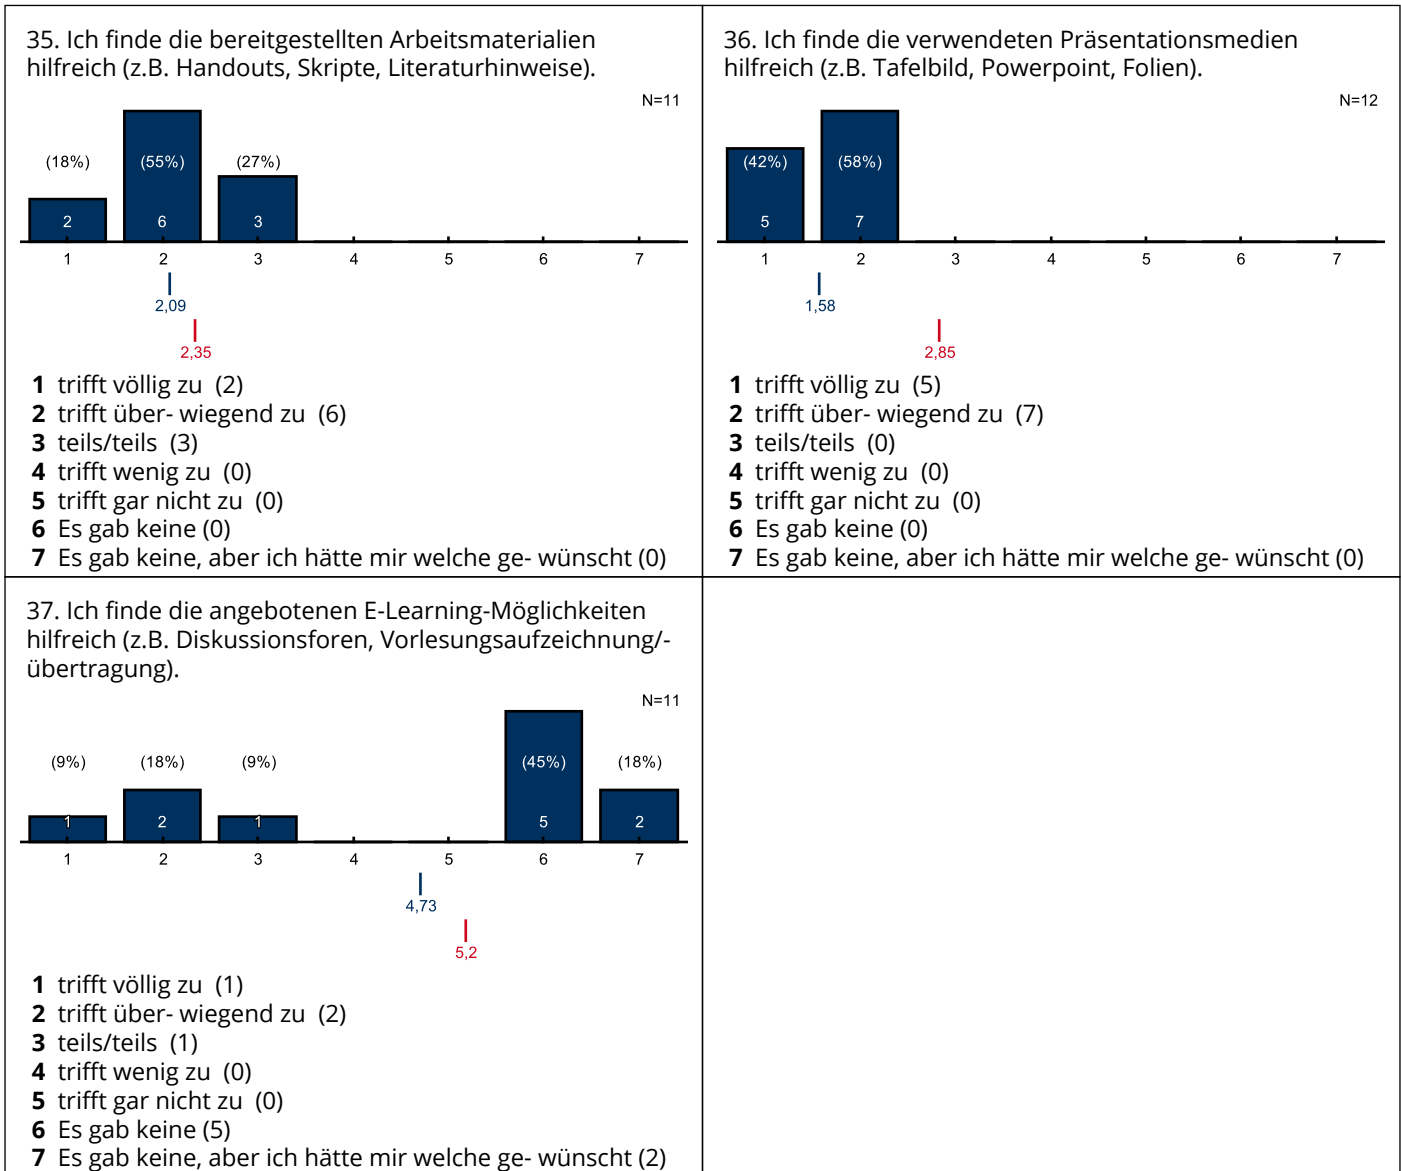 35. Ich finde die bereitgestellten Arbeitsmaterialien
hilfreich (z.B. Handouts, Skripte, Literaturhinweise).
N=11
(18%) (55%) (27%)
2 6 3
1 2 3 4 5 6 7
2,09
2,35
1 trifft völlig zu (2)
2 trifft über- wiegend zu (6)
3 teils/teils (3)
4 trifft wenig zu (0)
5 trifft gar nicht zu (0)
6 Es gab keine (0)
7 Es gab keine, aber ich hätte mir welche ge- wünscht (0)
36. Ich finde die verwendeten Präsentationsmedien
hilfreich (z.B. Tafelbild, Powerpoint, Folien).
N=12
(42%) (58%)
5 7
1 2 3 4 5 6 7
1,58
2,85
1 trifft völlig zu (5)
2 trifft über- wiegend zu (7)
3 teils/teils (0)
4 trifft wenig zu (0)
5 trifft gar nicht zu (0)
6 Es gab keine (0)
7 Es gab keine, aber ich hätte mir welche ge- wünscht (0)
37. Ich finde die angebotenen E-Learning-Möglichkeiten
hilfreich (z.B. Diskussionsforen, Vorlesungsaufzeichnung/-
übertragung).
N=11
(9%) (18%) (9%) (45%) (18%)
1 2 1 5 2
1 2 3 4 5 6 7
4,73
5,2
1 trifft völlig zu (1)
2 trifft über- wiegend zu (2)
3 teils/teils (1)
4 trifft wenig zu (0)
5 trifft gar nicht zu (0)
6 Es gab keine (5)
7 Es gab keine, aber ich hätte mir welche ge- wünscht (2)